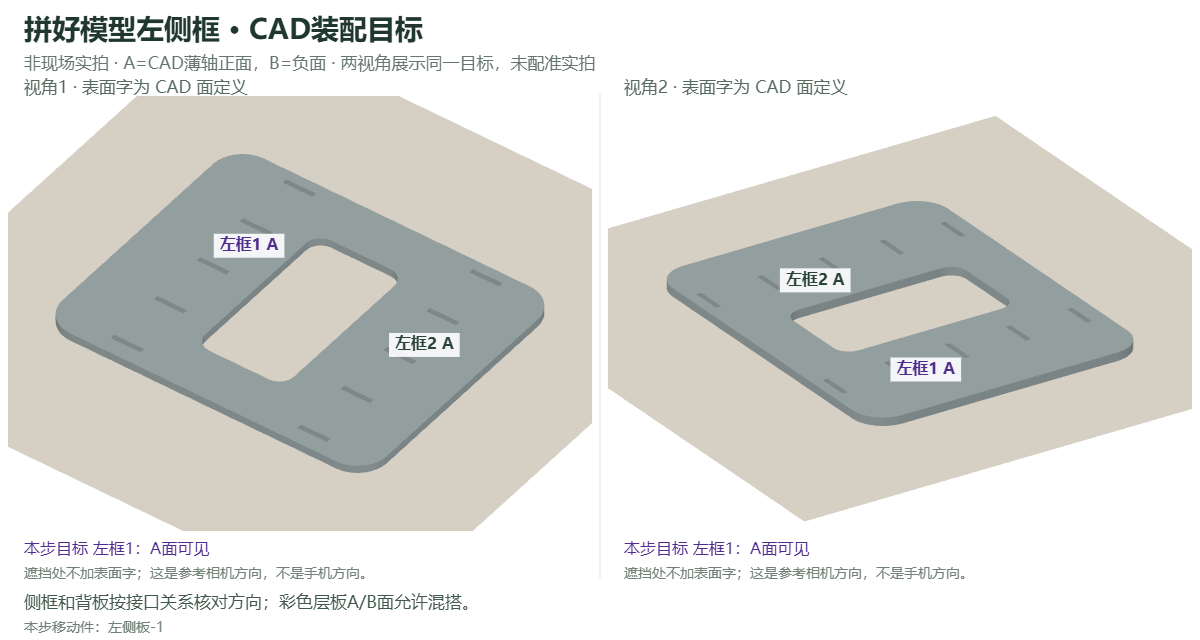 拼好模型左侧框 • CAD装配目标
非现场实拍 · A=CAD薄轴正面，B=负面 · 两视角展示同一目标，未配准实拍
视角1 · 表面字为 CAD 面定义
视角2 · 表面字为 CAD 面定义
左框1 A
左框2 A
左框2 A
左框1 A
本步目标 左框1：A面可见
本步目标 左框1：A面可见
遮挡处不加表面字；这是参考相机方向，不是手机方向。
遮挡处不加表面字；这是参考相机方向，不是手机方向。
侧框和背板按接口关系核对方向；彩色层板A/B面允许混搭。
本步移动件：左侧板-1